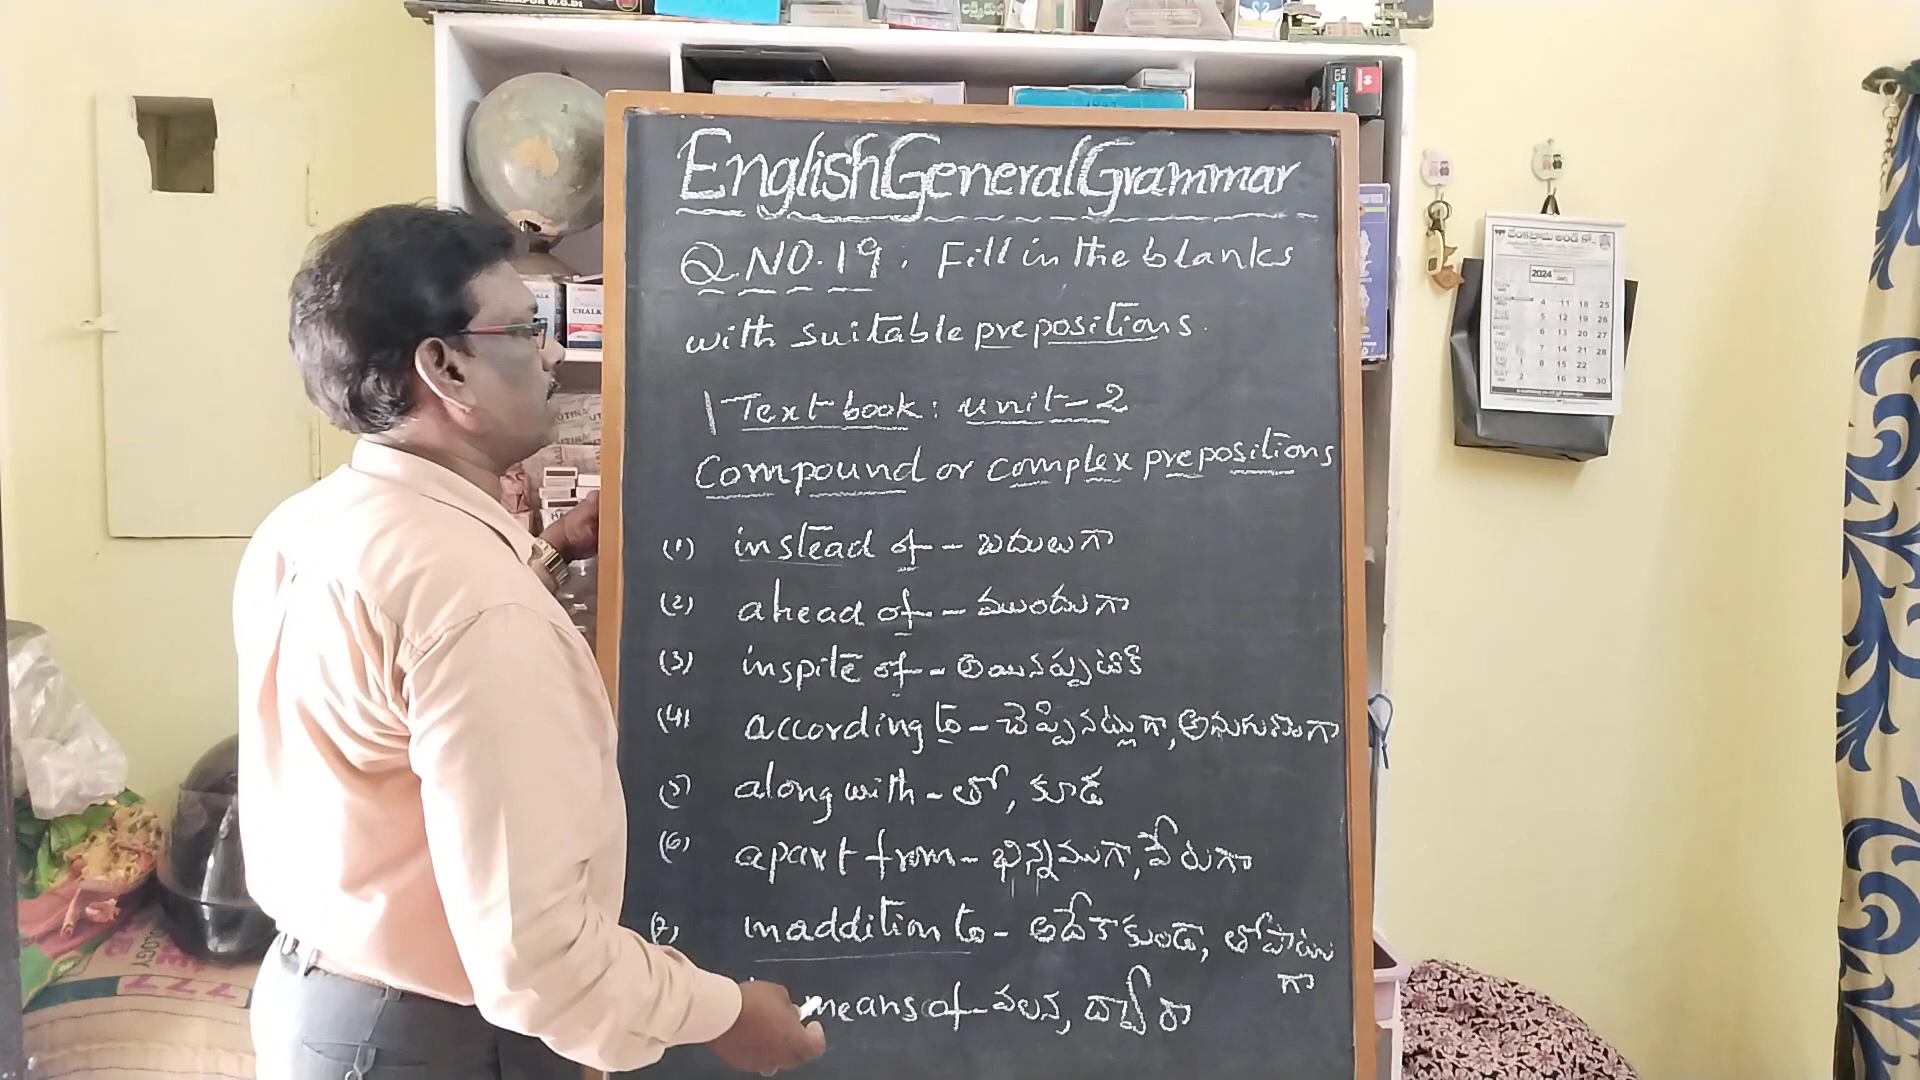 English General Grammar
Q.NO.19. Fill in the blanks
with suitable prepositions.
Text book: unit-2
Compound or complex prepositions
(1) instead of - బదులుగా
(2) ahead of - ముందుగా
(3) inspite of - అయినప్పటికీ
(4) according to - చెప్పినట్లుగా, అనుగుణంగా
(5) along with - తో, కూడ
(6) apart from - భిన్నముగా, వేరుగా
(7) in addition to - అదేకాకుండా, తోపాటు
గా
means of - వలన, ద్వారా
CHALK
2024